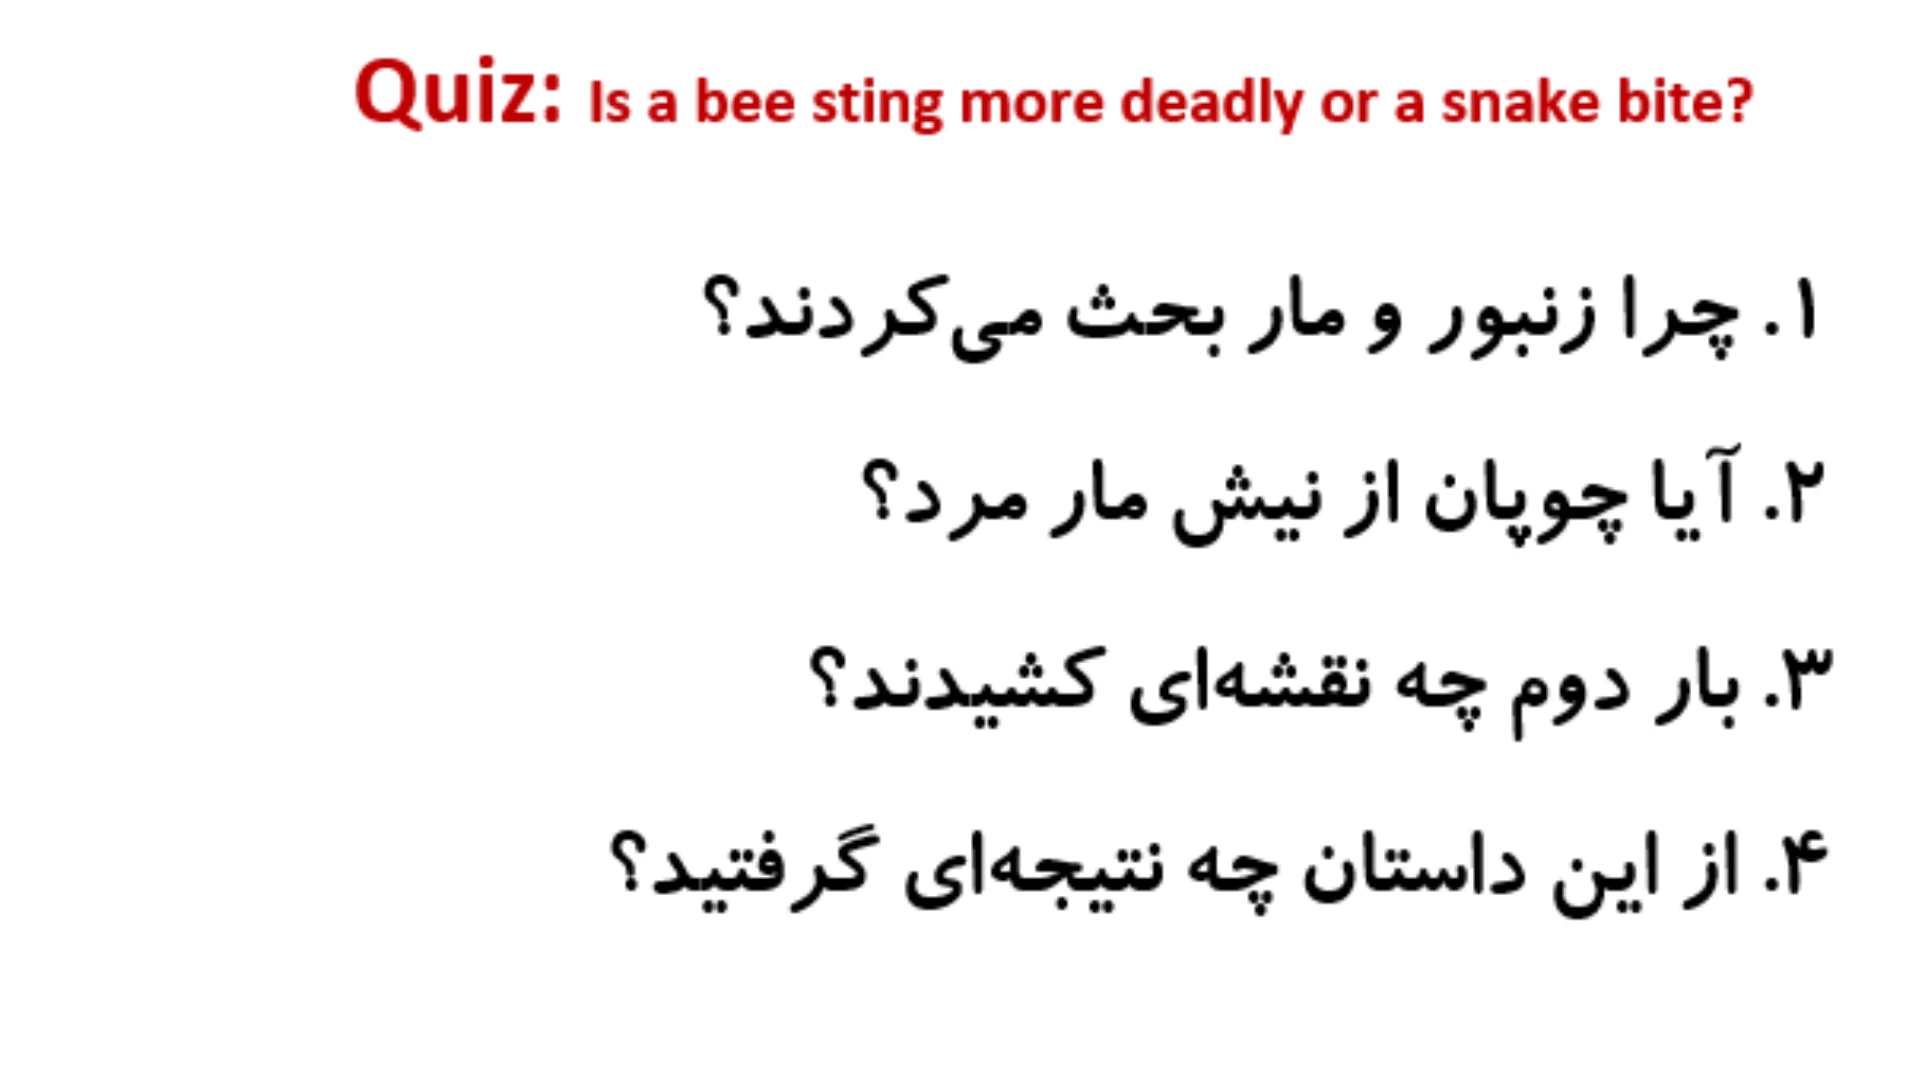 Quiz: Is a bee sting more deadly or a snake bite?
۱. چرا زنبور و مار بحث می‌کردند؟
۲. آیا چوپان از نیش مار مرد؟
۳. بار دوم چه نقشه‌ای کشیدند؟
۴. از این داستان چه نتیجه‌ای گرفتید؟